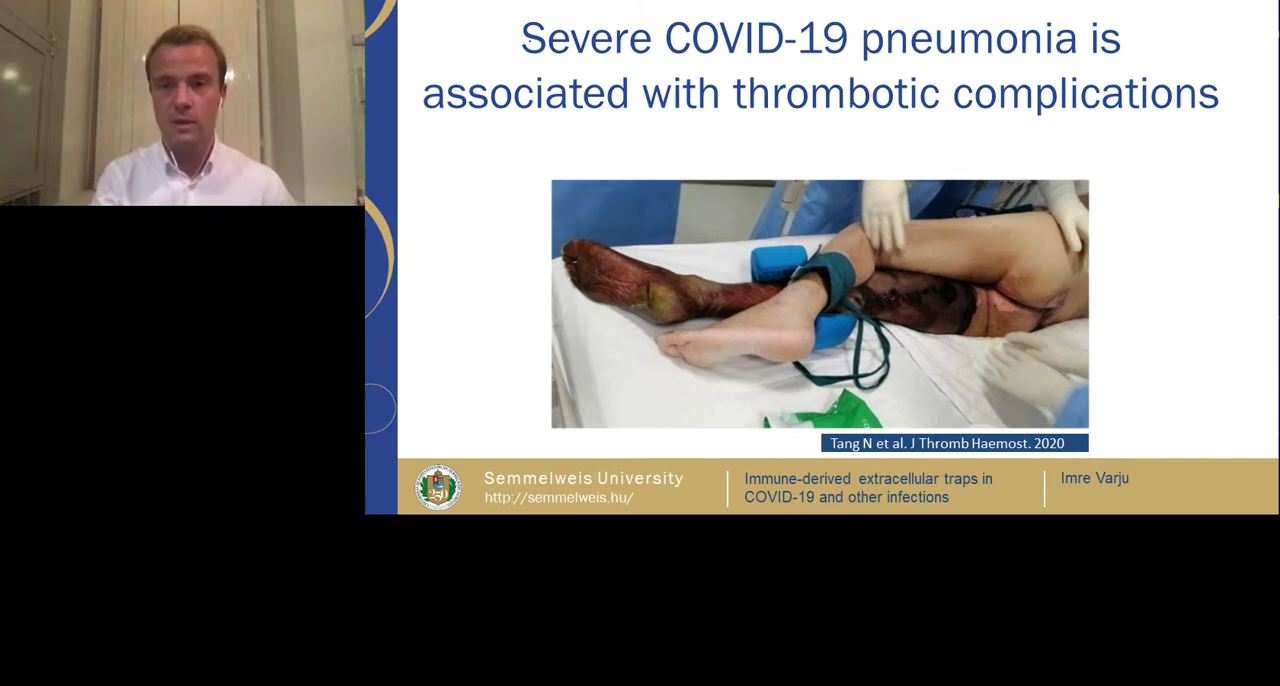 Severe COVID-19 pneumonia is
associated with thrombotic complications
Tang N et al. J Thromb Haemost. 2020
Semmelweis University
http://semmelweis.hu/
Immune-derived extracellular traps in
COVID-19 and other infections
Imre Varju
250